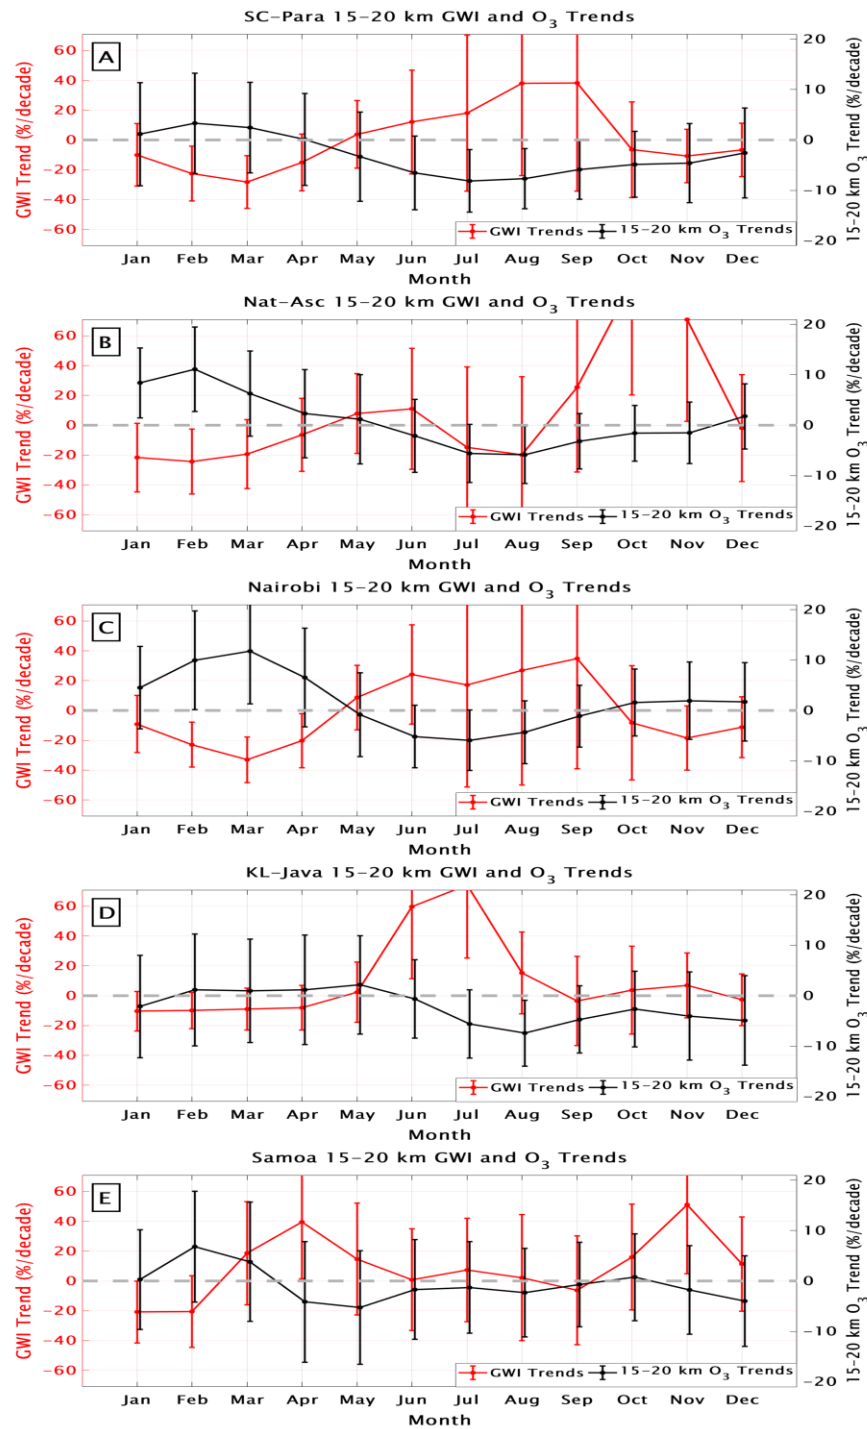 SC-Para 15-20 km GWI and O3 Trends
A
GWI Trend (%/decade)
60
40
20
0
-20
-40
-60
20
10
0
-10
-20
15-20 km O3 Trend (%/decade)
GWI Trends 15-20 km O3 Trends
Jan Feb Mar Apr May Jun Jul Aug Sep Oct Nov Dec
Month
Nat-Asc 15-20 km GWI and O3 Trends
B
GWI Trend (%/decade)
60
40
20
0
-20
-40
-60
20
10
0
-10
-20
15-20 km O3 Trend (%/decade)
GWI Trends 15-20 km O3 Trends
Jan Feb Mar Apr May Jun Jul Aug Sep Oct Nov Dec
Month
Nairobi 15-20 km GWI and O3 Trends
C
GWI Trend (%/decade)
60
40
20
0
-20
-40
-60
20
10
0
-10
-20
15-20 km O3 Trend (%/decade)
GWI Trends 15-20 km O3 Trends
Jan Feb Mar Apr May Jun Jul Aug Sep Oct Nov Dec
Month
KL-Java 15-20 km GWI and O3 Trends
D
GWI Trend (%/decade)
60
40
20
0
-20
-40
-60
20
10
0
-10
-20
15-20 km O3 Trend (%/decade)
GWI Trends 15-20 km O3 Trends
Jan Feb Mar Apr May Jun Jul Aug Sep Oct Nov Dec
Month
Samoa 15-20 km GWI and O3 Trends
E
GWI Trend (%/decade)
60
40
20
0
-20
-40
-60
20
10
0
-10
-20
15-20 km O3 Trend (%/decade)
GWI Trends 15-20 km O3 Trends
Jan Feb Mar Apr May Jun Jul Aug Sep Oct Nov Dec
Month